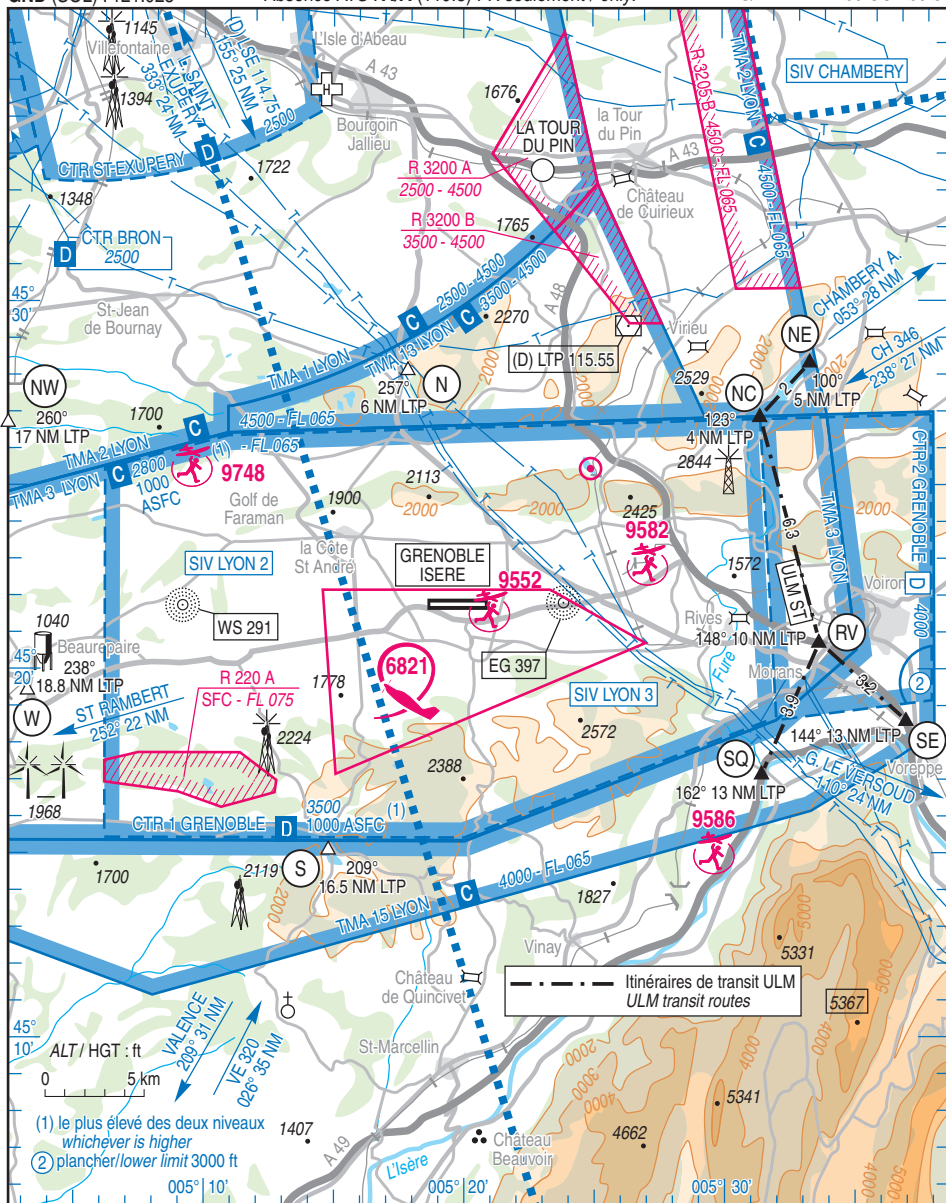 1145
Villefontaine
1394
SAINT
EXUPERY
333° 24 NM
(D) LSE 114.75
155° 25 NM
2500
L'Isle d'Abeau
A 43
H
Bourgoin
Jallieu
1676
LA TOUR
DU PIN
la Tour
du Pin
R 3205 B 4500-FL 065
TMA 2 LYON
C
4500 - FL 065
SIV CHAMBERY
A 43
CTR ST-EXUPERY
D
1722
1348
R 3200 A
2500 - 4500
R 3200 B
3500 - 4500
1765
Château
de Cuirieux
D
CTR BRON
2500
45°
30'
St-Jean
de Bournay
2500-4500
3500-4500
C
C
TMA 1 LYON
TMA 13 LYON
2270
2000
A 48
(D) LTP 115.55
Virieu
2000
CHAMBERY A.
053° 28 NM
CH 346
238° 27 NM
NE
100°
5 NM LTP
2
NW
260°
17 NM LTP
257°
6 NM LTP
N
2529
NC
123°
4 NM LTP
1700
C
4500 - FL 065
TMA 2 LYON
TMA 3 LYON
C
2800
1000
ASFC
(1)
- FL 065
9748
Golf de
Faraman
1900
2113
2000
2425
2844
2000
CTR 2 GRENOBLE
D
4000
TMA 3 LYON
6.3
ULM ST
9582
la Côte
St André
GRENOBLE
ISERE
9552
1572
SIV LYON 2
WS 291
EG 397
Voiron
Rives
148° 10 NM LTP
RV
1040
Beaurepaire
45°
20'
238°
18.8 NM LTP
W
ST RAMBERT
252° 22 NM
R 220 A
SFC - FL 075
2224
1778
6821
SIV LYON 3
Fure
Moirans
3.9
3.2
2
2572
144° 13 NM LTP
SE
Voreppe
SQ
162° 13 NM LTP
G. LE VERSOUD
110° 24 NM
2388
1968
3500
1000 ASFC
(1)
CTR 1 GRENOBLE
D
9586
S
209°
16.5 NM LTP
1700
2119
2000
4000 - FL 065
C
TMA 15 LYON
1827
Vinay
5000
5331
Château
de Quincivet
Itinéraires de transit ULM
ULM transit routes
5367
5000
4000
45°
10'
VALENCE
209° 31 NM
VE 320
026° 35 NM
ALT / HGT : ft
0
5 km
St-Marcellin
2000
3000
4000
4000
5341
(1) le plus élevé des deux niveaux
whichever is higher
2 plancher/lower limit 3000 ft
1407
A 49
L'Isère
Château
Beauvoir
4662
4000
5000
005° 10'
005° 20'
005° 30'